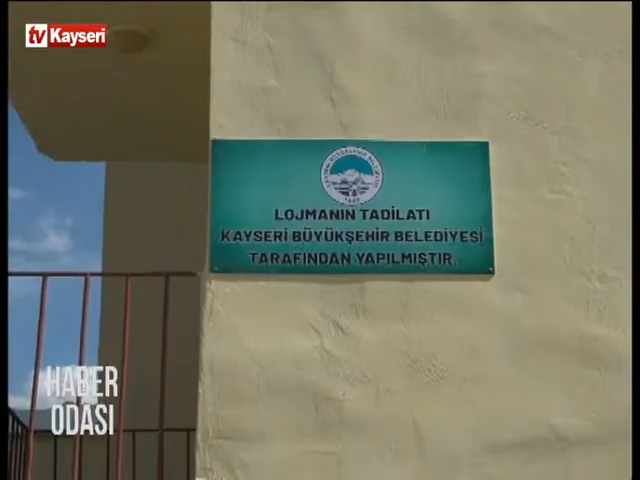 tv Kayseri
LOJMANIN TADİLATI
KAYSERİ BÜYÜKŞEHİR BELEDİYESİ
TARAFINDAN YAPILMIŞTIR.
HABER
ODASI